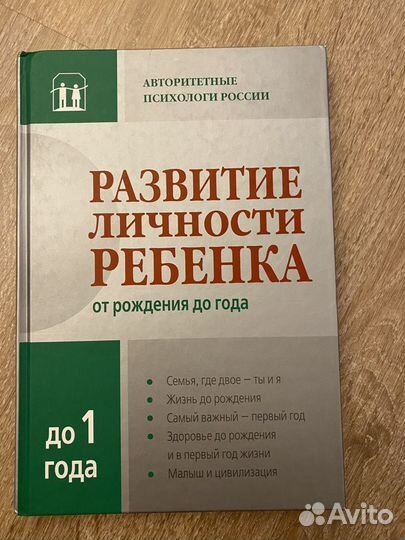 АВТОРИТЕТНЫЕ
ПСИХОЛОГИ РОССИИ
РАЗВИТИЕ
ЛИЧНОСТИ
РЕБЕНКА
от рождения до года
до 1
года
• Семья, где двое – ты и я
• Жизнь до рождения
• Самый важный – первый год
• Здоровье до рождения
и в первый год жизни
• Малыш и цивилизация
Avito